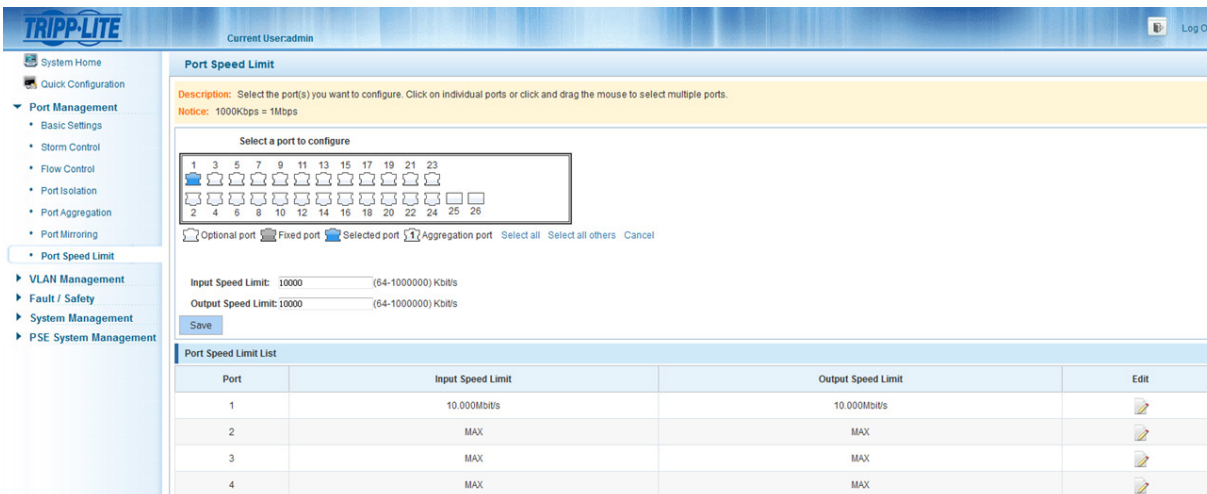 TRIPP·LITE
Current User:admin
Log O
System Home
Quick Configuration
Port Management
Basic Settings
Storm Control
Flow Control
Port Isolation
Port Aggregation
Port Mirroring
Port Speed Limit
VLAN Management
Fault / Safety
System Management
PSE System Management
Port Speed Limit
Description: Select the port(s) you want to configure. Click on individual ports or click and drag the mouse to select multiple ports.
Notice: 1000Kbps = 1Mbps
Select a port to configure
1 3 5 7 9 11 13 15 17 19 21 23
2 4 6 8 10 12 14 16 18 20 22 24 25 26
Optional port Fixed port Selected port 1 Aggregation port Select all Select all others Cancel
Input Speed Limit: 10000 (64-1000000) Kbit/s
Output Speed Limit: 10000 (64-1000000) Kbit/s
Save
Port Speed Limit List
Port Input Speed Limit Output Speed Limit Edit
1 10.000Mbit/s 10.000Mbit/s
2 MAX MAX
3 MAX MAX
4 MAX MAX